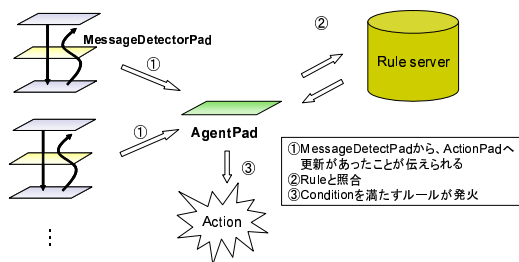 MessageDetectorPad
①
①
②
Rule server
AgentPad
③
Action
①MessageDetectPadから、ActionPadへ
更新があったことが伝えられる
②Ruleと照合
③Conditionを満たすルールが発火